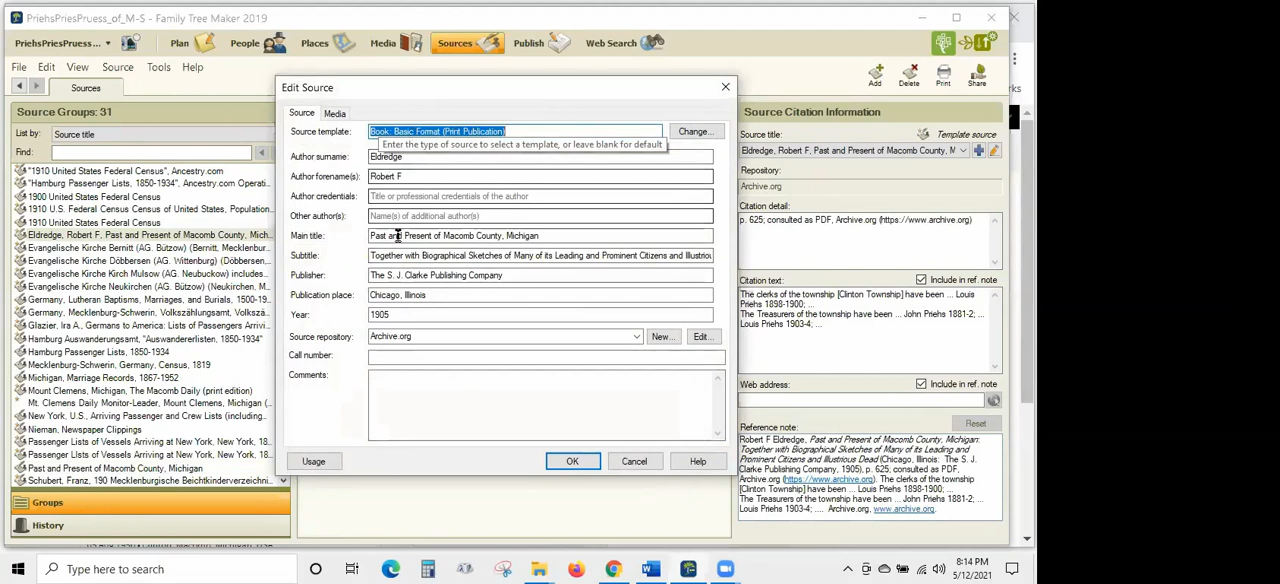 PriehsPriesPruess_of_M-S - Family Tree Maker 2019
PriehsPriesPruess ... Plan People Places Media Sources Publish Web Search
File Edit View Source Tools Help
Sources
Add Delete Print Share
Source Groups: 31
List by: Source title
Find:
"1910 United States Federal Census", Ancestry.com
"Hamburg Passenger Lists, 1850-1934". Ancestry.com Operati
1900 United States Federal Census
1910 U.S. Federal Census Census of United States, Population
1910 United States Federal Census
Eldredge, Robert F, Past and Present of Macomb County, Mich
Evangelische Kirche Bernitt (AG. Bützow) (Bernitt, Mecklenbur
Evangelische Kirche Döbbersen (AG. Wittenburg) (Döbbersen,
Evangelische Kirche Kirch Mulsow (AG. Neubuckow) includes
Evangelische Kirche Neukirchen (AG. Bützow) (Neukirchen, M
Germany, Lutheran Baptisms, Marriages, and Burials, 1500-19
Germany, Mecklenburg-Schwerin, Volkszählungsamt, Volkszä
Glazier, Ira A., Germans to America: Lists of Passengers Arrivi
Hamburg Auswanderungsamt, "Auswandererlisten, 1850-1934"
Hamburg Passenger Lists, 1850-1934
Mecklenburg-Schwerin, Germany, Census, 1819
Michigan, Marriage Records, 1867-1952
Mount Clemens, Michigan, The Macomb Daily (print edition)
Mt. Clemens Daily Monitor-Leader, Mount Clemens, Michigan (
New York, U.S., Arriving Passenger and Crew Lists (including...
Nieman, Newspaper Clippings
Passenger Lists of Vessels Arriving at New York, New York, 18
Passenger Lists of Vessels Arriving at New York, New York, 18...
Past and Present of Macomb County, Michigan
Schubert, Franz, 190 Mecklenburgische Beichtkinderverzeichni
Groups
History
Edit Source
Source Media
Source template: Book: Basic Format (Print Publication) Change...
Enter the type of source to select a template, or leave blank for default
Author surname: Eldredge
Author forename(s): Robert F
Author credentials: Title or professional credentials of the author
Other author(s): Name(s) of additional author(s)
Main title: Past and Present of Macomb County, Michigan
Subtitle: Together with Biographical Sketches of Many of its Leading and Prominent Citizens and Illustriou
Publisher: The S. J. Clarke Publishing Company
Publication place: Chicago, Illinois
Year: 1905
Source repository: Archive.org New... Edit...
Call number:
Comments:
Usage OK Cancel Help
Source Citation Information
Source title: Template source
Eldredge, Robert F, Past and Present of Macomb County, M
Repository:
Archive.org
Citation detail:
p. 625; consulted as PDF, Archive.org (https://www.archive.org)
Citation text: Include in ref. note
The clerks of the township [Clinton Township] have been ... Louis
Priehs 1898-1900; ...
The Treasurers of the township have been ... John Priehs 1881-2; ...
Louis Priehs 1903-4; ...
Web address: Include in ref. note
Reference note: Reset
Robert F Eldredge, Past and Present of Macomb County, Michigan:
Together with Biographical Sketches of Many of its Leading and
Prominent Citizens and Illustrious Dead (Chicago, Illinois: The S. J.
Clarke Publishing Company, 1905), p. 625; consulted as PDF,
Archive.org (https://www.archive.org). The clerks of the township
[Clinton Township] have been ... Louis Priehs 1898-1900; ...
The Treasurers of the township have been ... John Priehs 1881-2; ...
Louis Priehs 1903-4; .... Archive.org, www.archive.org.
Type here to search
8:14 PM
5/12/2021